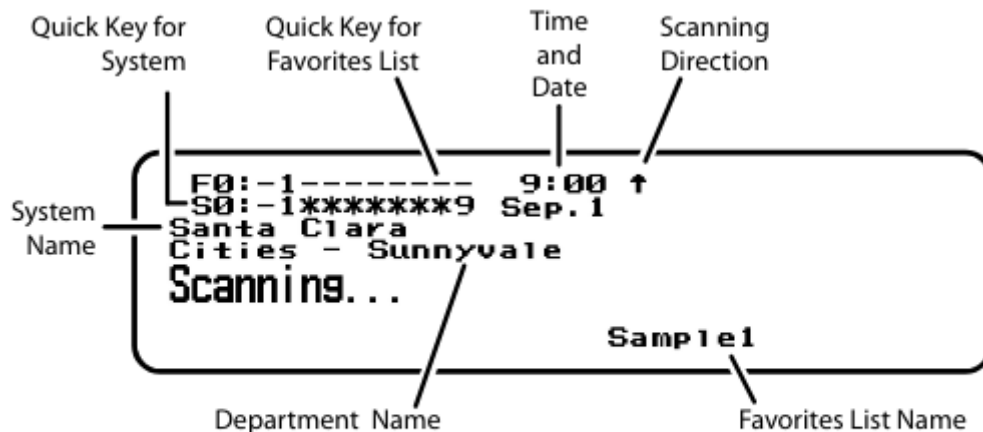 Quick Key for
System
Quick Key for
Favorites List
Time
and
Date
Scanning
Direction
F0:-1-------- 9:00 ↑
S0:-1*******9 Sep.1
System
Name
Santa Clara
Cities - Sunnyvale
Scanning...
Sample1
Department Name
Favorites List Name